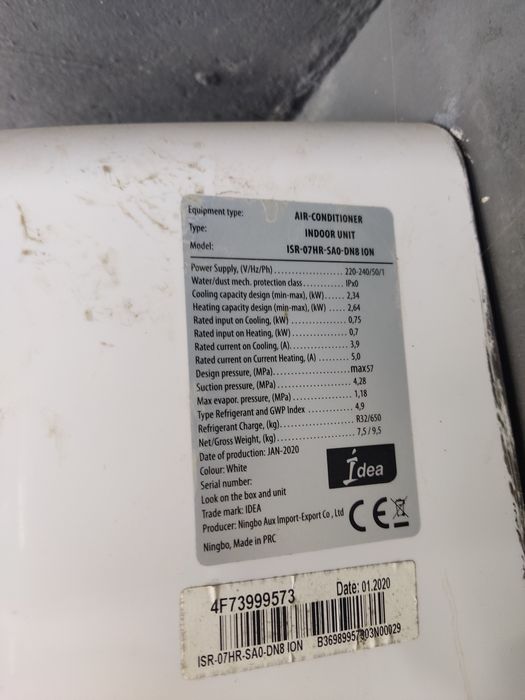 Equipment type: AIR-CONDITIONER
Type: INDOOR UNIT
Model: ISR-07HR-SA0-DN8 ION
Power Supply, (V/Hz/Ph) 220-240/50/1
Water/dust mech. protection class IPx0
Cooling capacity design (min-max), (kW) 2,34
Heating capacity design (min-max), (kW) 2,64
Rated input on Cooling, (kW) 0,75
Rated input on Heating, (kW) 0,7
Rated current on Cooling, (A) 3,9
Rated current on Current Heating, (A) 5,0
Design pressure, (MPa) max57
Suction pressure, (MPa) 4,28
Max evapor. pressure, (MPa) 1,18
Type Refrigerant and GWP Index 4,9
Refrigerant Charge, (kg) R32/650
Net/Gross Weight, (kg) 7,5 / 9,5
Date of production: JAN-2020
Colour: White
Serial number:
Look on the box and unit
Trade mark: IDEA
Producer: Ningbo Aux Import-Export Co , Ltd
Ningbo, Made in PRC
Idea
CE
4F73999573 Date: 01.2020
ISR-07HR-SA0-DN8 ION